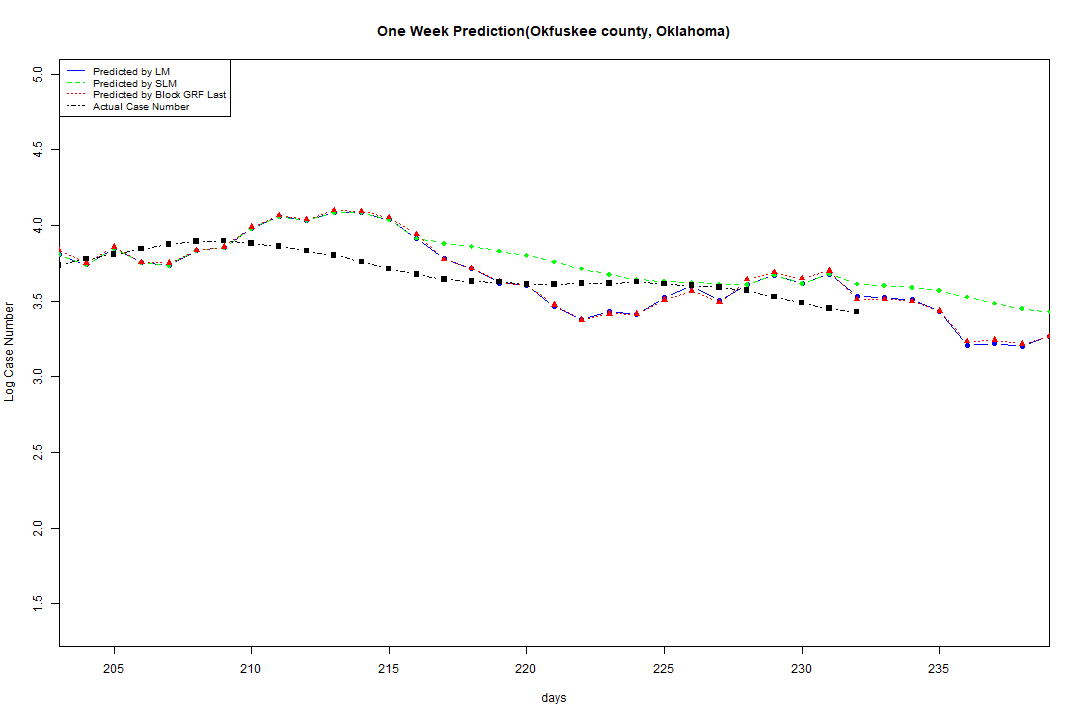 One Week Prediction(Okfuskee county, Oklahoma)
Predicted by LM
Predicted by SLM
Predicted by Block GRF Last
Actual Case Number
5.0
4.5
4.0
3.5
3.0
2.5
2.0
1.5
Log Case Number
205 210 215 220 225 230 235
days